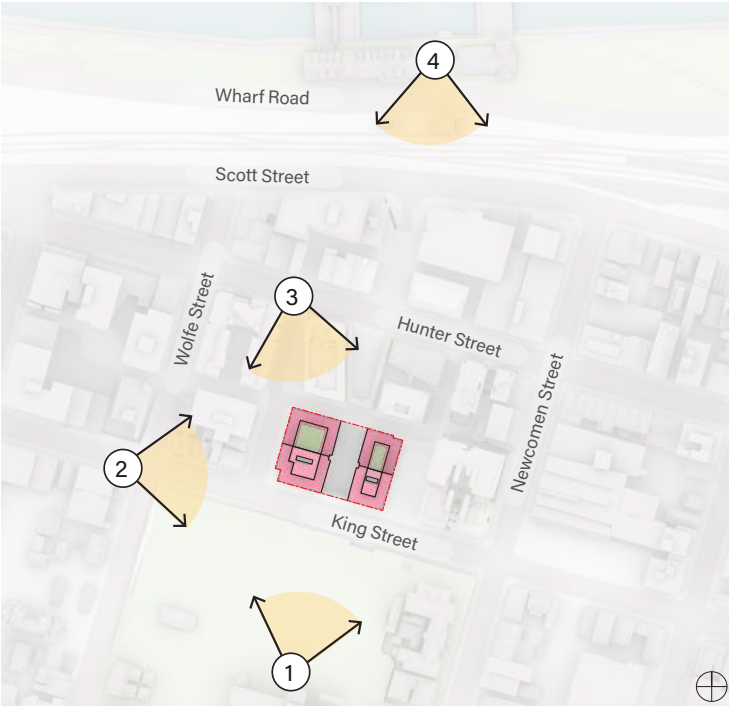 4
Wharf Road
Scott Street
3
Wolfe Street
Hunter Street
Newcomen Street
2
King Street
1